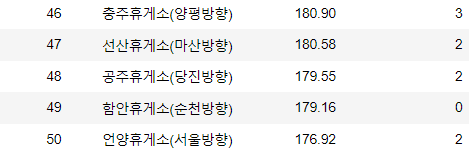 46 충주휴게소(양평방향) 180.90 3
47 선산휴게소(마산방향) 180.58 2
48 공주휴게소(당진방향) 179.55 2
49 함안휴게소(순천방향) 179.16 0
50 언양휴게소(서울방향) 176.92 2